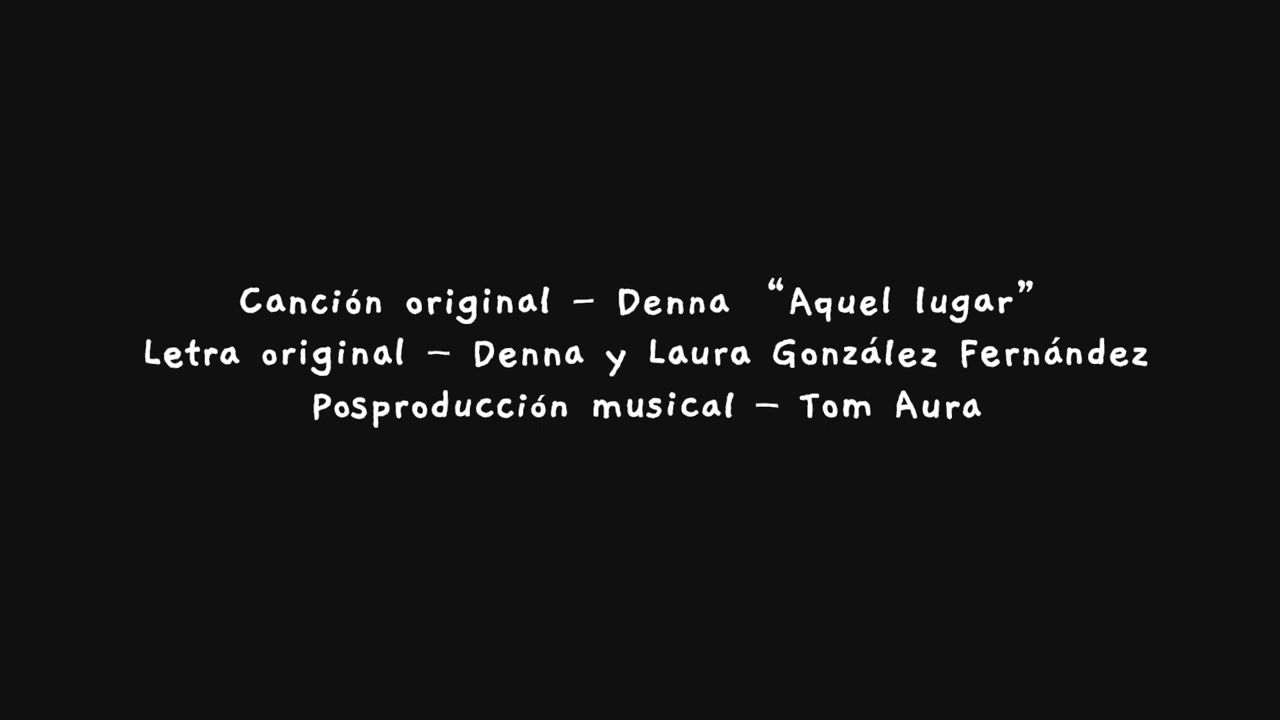 Canción original – Denna “Aquel lugar”
Letra original – Denna y Laura González Fernández
Posproducción musical – Tom Aura